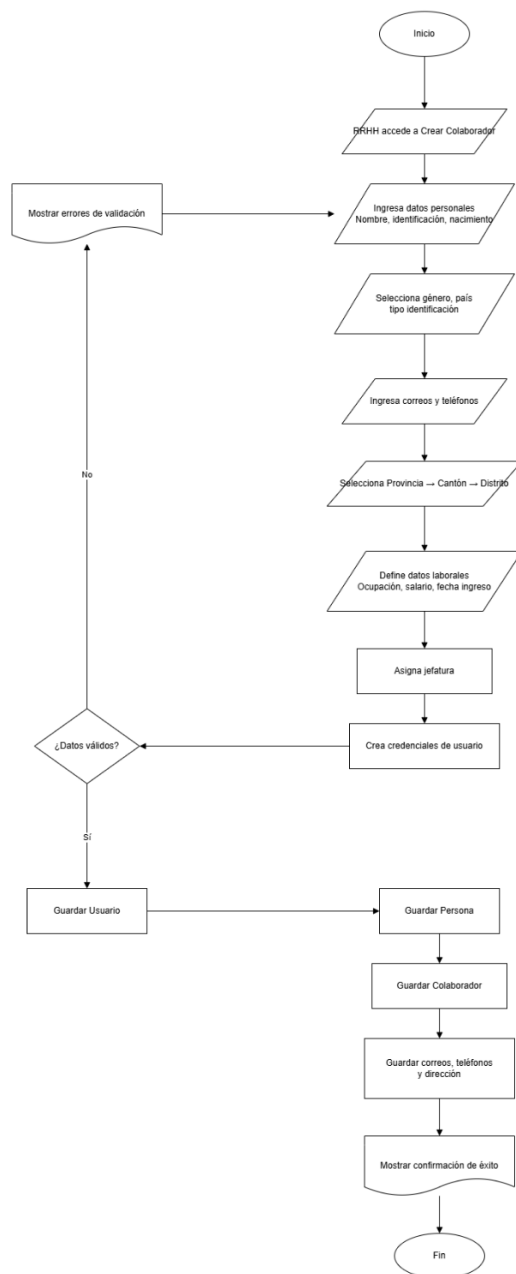 Inicio
RRHH accede a Crear Colaborador
Mostrar errores de validación
Ingresa datos personales
Nombre, identificación, nacimiento
Selecciona género, país
tipo identificación
Ingresa correos y teléfonos
No
Selecciona Provincia → Cantón → Distrito
Define datos laborales
Ocupación, salario, fecha ingreso
Asigna jefatura
¿Datos válidos?
Crea credenciales de usuario
Sí
Guardar Usuario
Guardar Persona
Guardar Colaborador
Guardar correos, teléfonos
y dirección
Mostrar confirmación de éxito
Fin